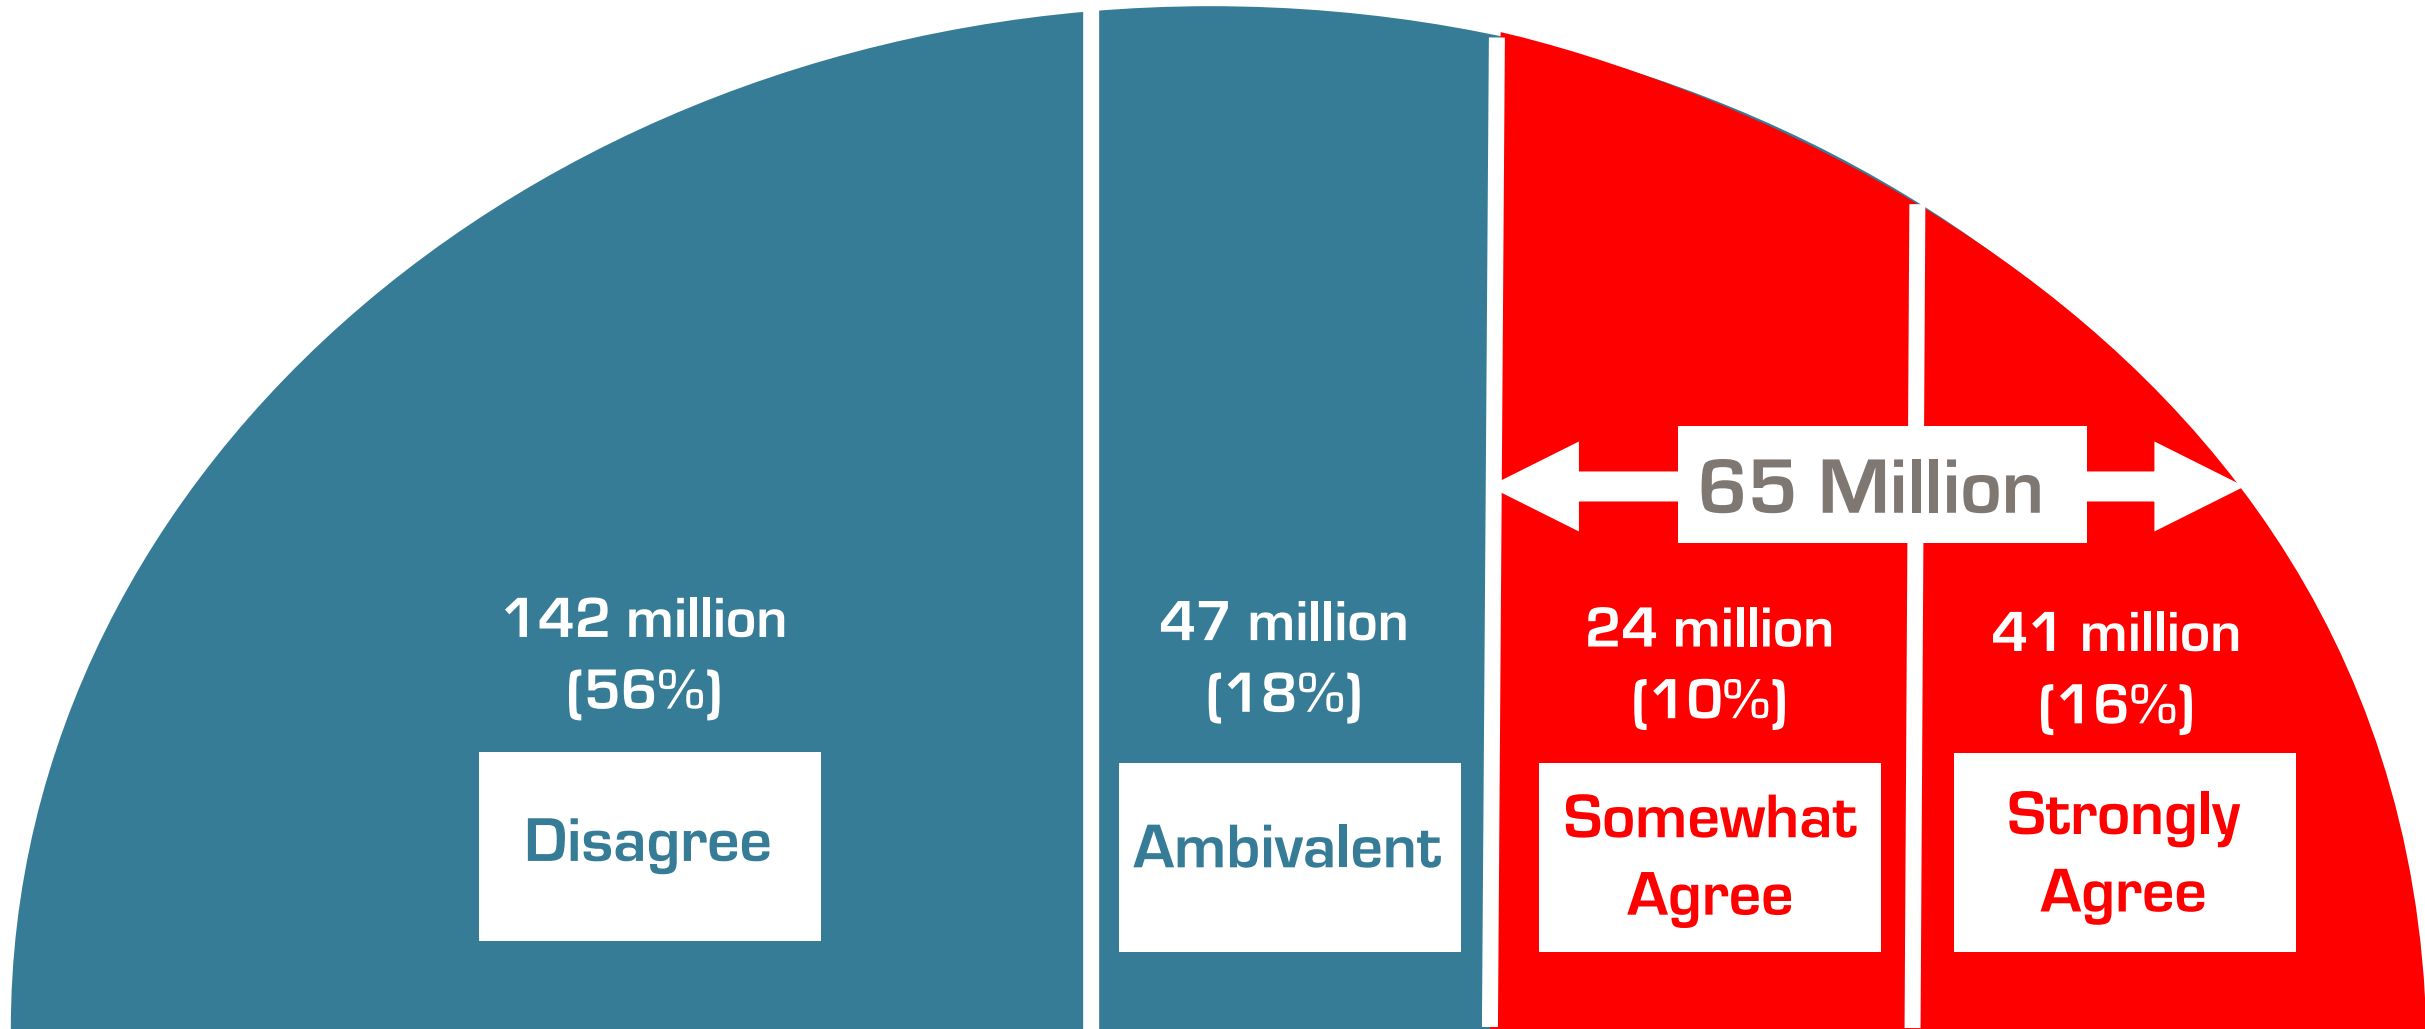 65 Million
142 million
(56%)
Disagree
47 million
(18%)
Ambivalent
24 million
(10%)
Somewhat
Agree
41 million
(16%)
Strongly
Agree